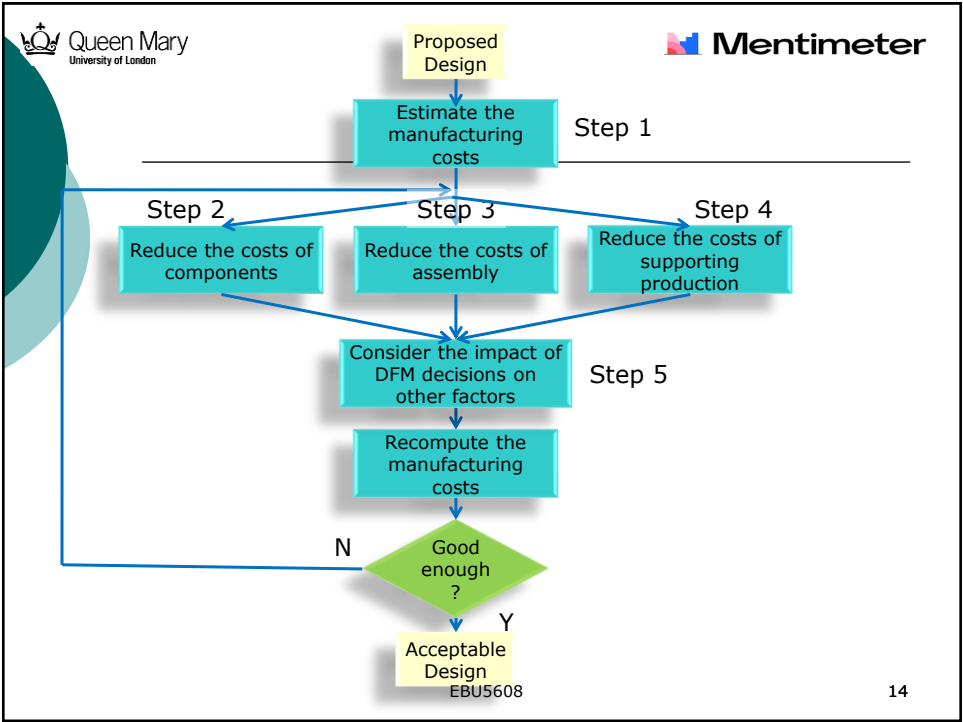 Queen Mary
University of London
Mentimeter
Proposed
Design
Estimate the
manufacturing
costs
Step 1
Step 2
Step 3
Step 4
Reduce the costs of
components
Reduce the costs of
assembly
Reduce the costs of
supporting
production
Consider the impact of
DFM decisions on
other factors
Step 5
Recompute the
manufacturing
costs
N
Good
enough
?
Y
Acceptable
Design
EBU5608
14